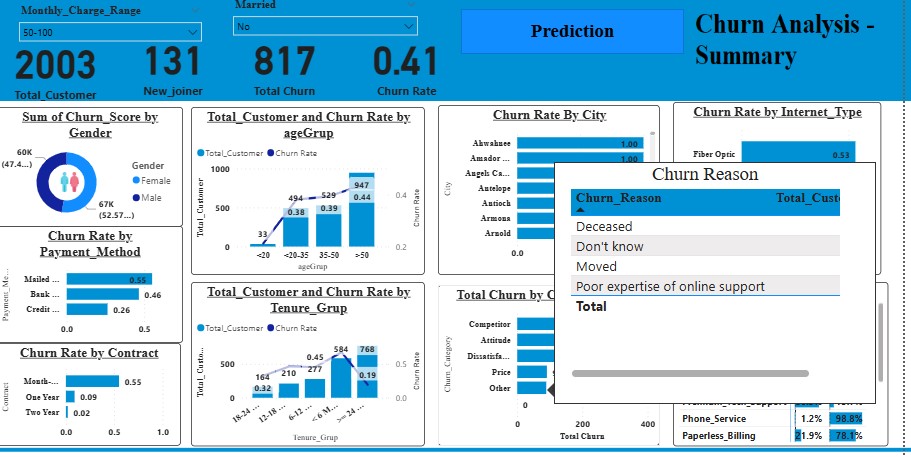 Monthly_Charge_Range
Married
50-100
No
Prediction
Churn Analysis -
Summary
2003
131
817
0.41
Total_Customer
New_joiner
Total Churn
Churn Rate
Sum of Churn_Score by
Gender
60K
(47.4...)
Gender
Female
Male
67K
(52.57...)
Total_Customer and Churn Rate by
ageGrup
Total_Customer
Churn Rate
Total_Customer
1000
500
0
33
494
0.38
529
0.39
947
0.44
0.4
0.2
Churn Rate
<20
<20-35
35-50
>50
ageGrup
Churn Rate By City
City
Ahwahnee
1.00
Amador ...
1.00
Angels Ca...
Antelope
Antioch
Armona
Arnold
0.0
Churn Rate by Internet_Type
Fiber Optic
0.53
Churn Reason
Churn_Reason
Total_Cust
Deceased
Don't know
Moved
Poor expertise of online support
Total
Churn Rate by
Payment_Method
Payment_Me...
Mailed ...
0.55
Bank ...
0.46
Credit ...
0.26
0.0
0.5
Churn Rate by Contract
Contract
Month-...
0.55
One Year
0.09
Two Year
0.02
0.0
0.5
1.0
Total_Customer and Churn Rate by
Tenure_Grup
Total_Customer
Churn Rate
Total_Custo...
500
0
164
0.32
210
0.45
277
584
768
0.19
0.5
0.0
Churn Rate
18-24 ...
12-18 ...
6-12 ...
< 6 M...
>= 24 ...
Tenure_Grup
Total Churn by C
Churn_Category
Competitor
Attitude
Dissatisfa...
Price
Other
0
200
400
Total Churn
Phone_Service
1.2%
98.8%
Paperless_Billing
21.9%
78.1%